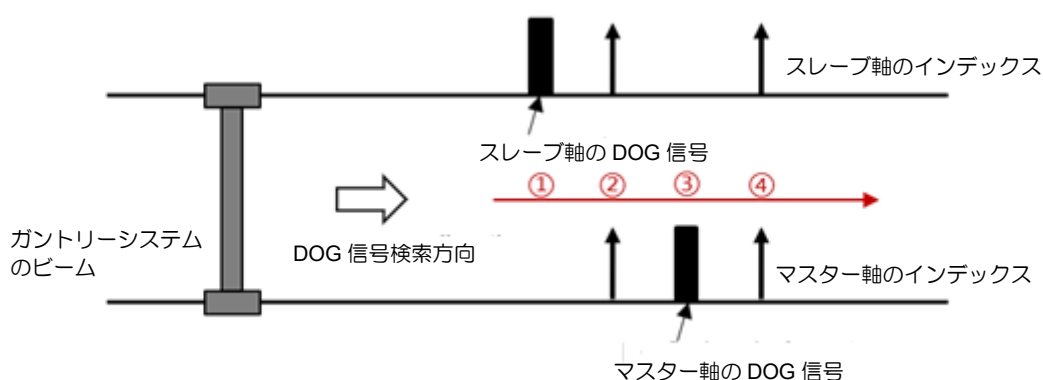 スレーブ軸のインデックス
スレーブ軸の DOG 信号
① ② ③ ④
ガントリーシステム
のビーム
DOG 信号検索方向
マスター軸のインデックス
マスター軸の DOG 信号